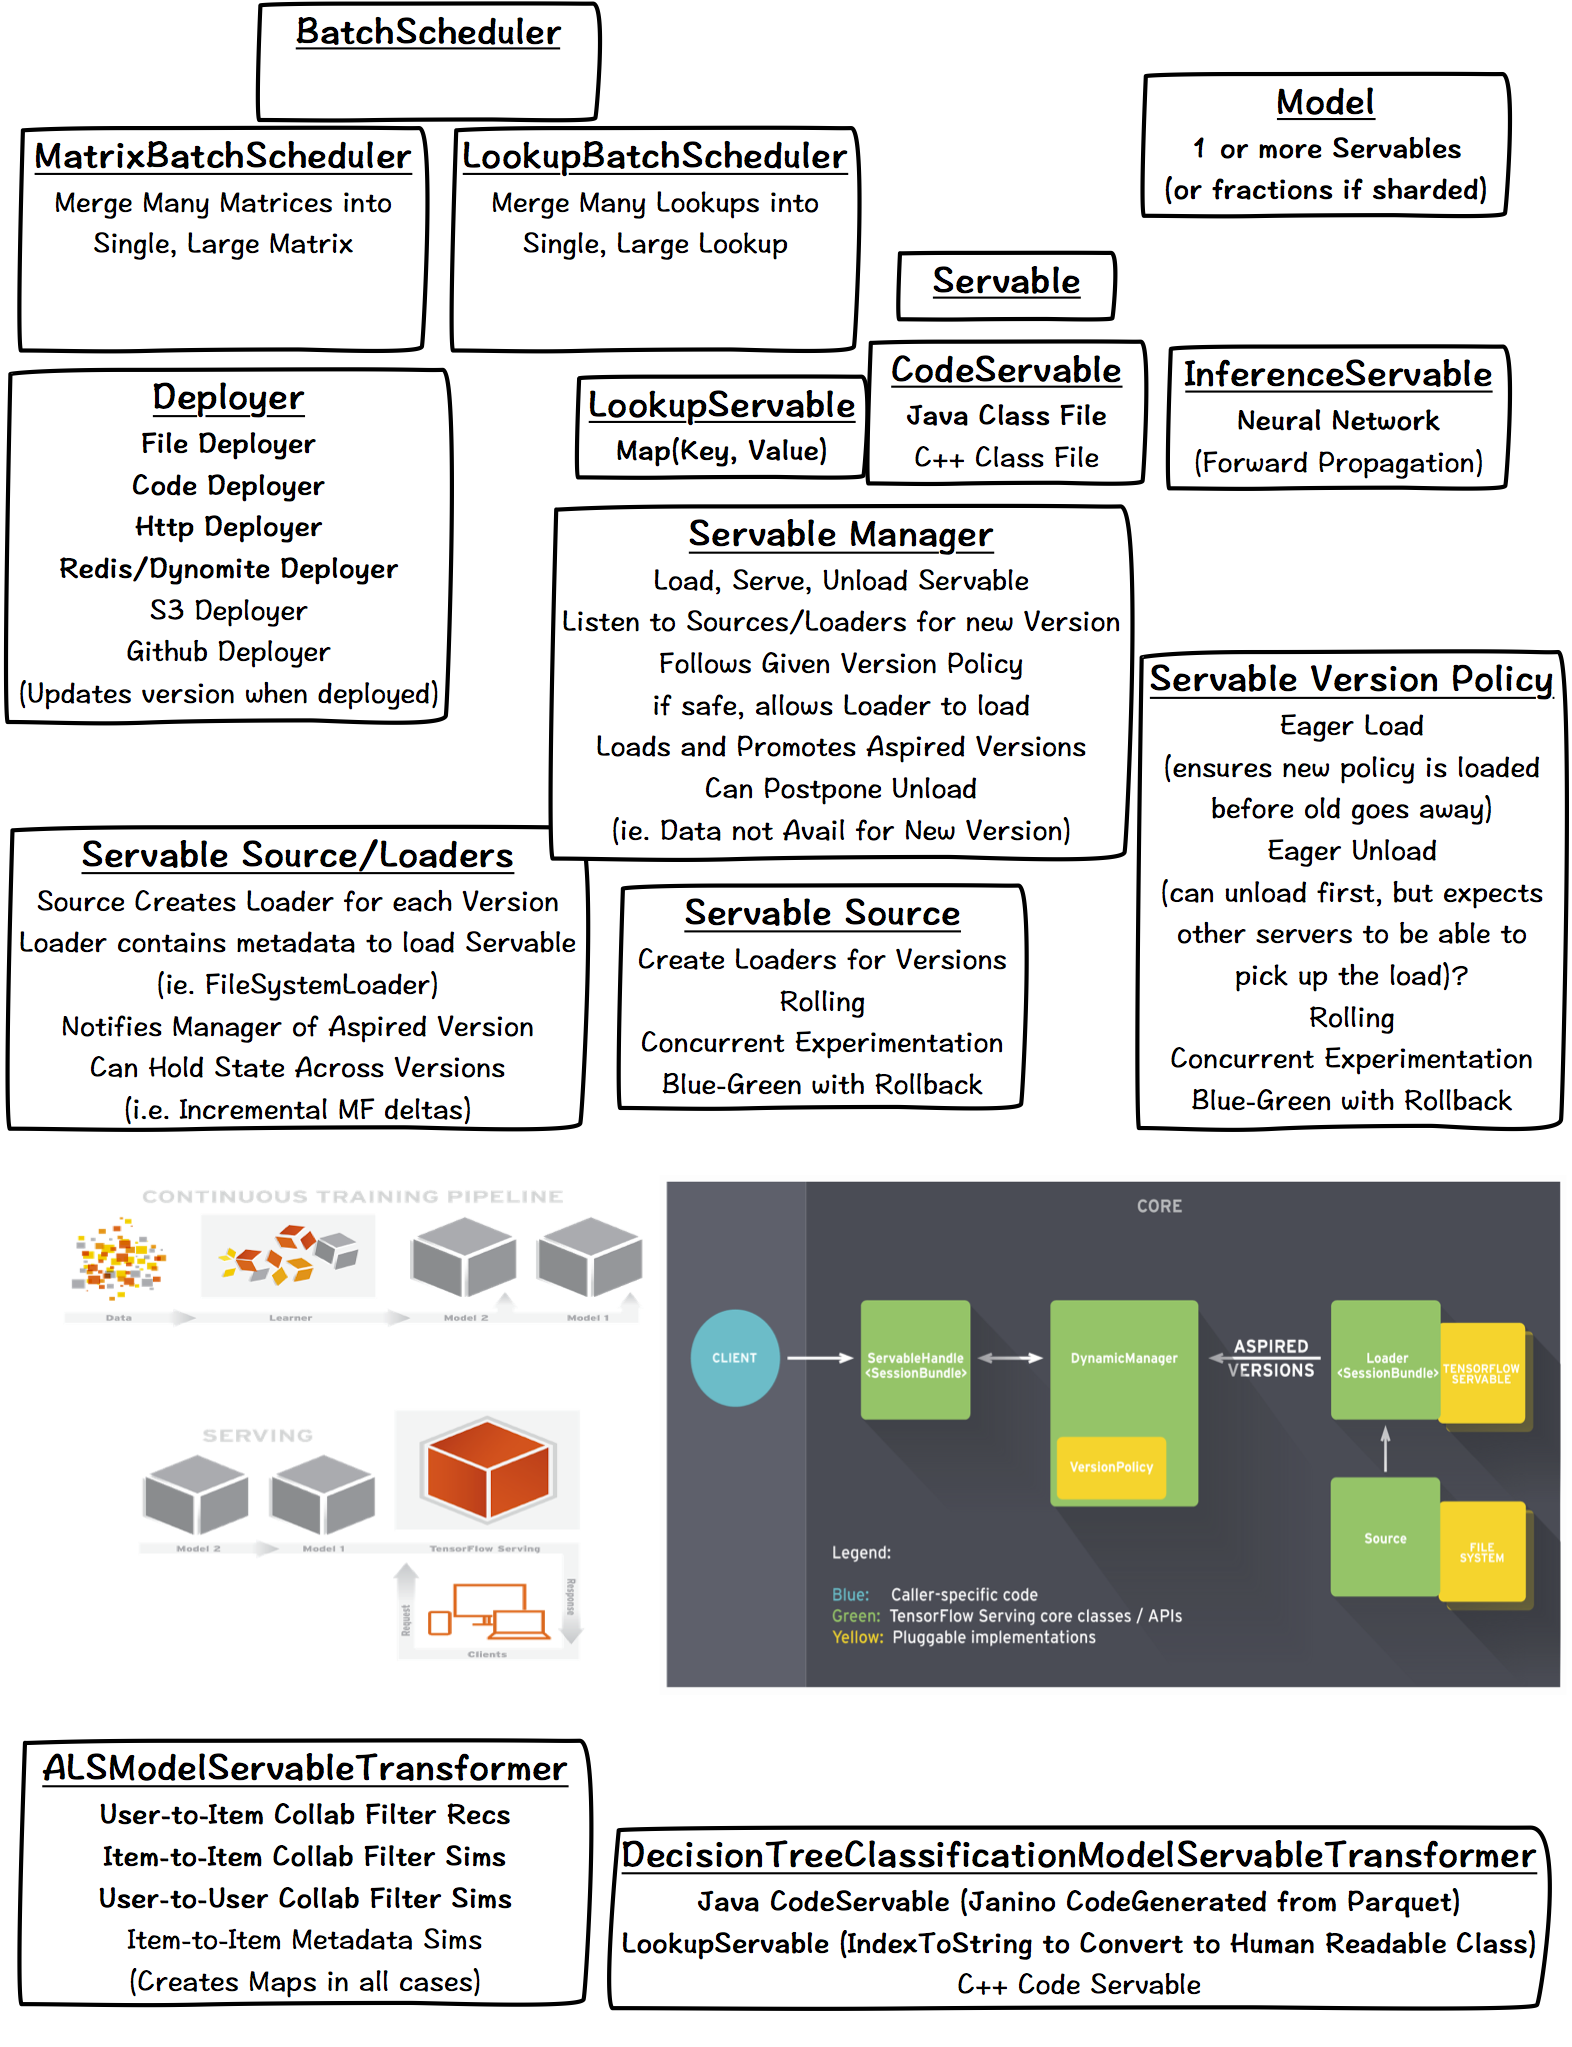 BatchScheduler
MatrixBatchScheduler
Merge Many Matrices into
Single, Large Matrix
LookupBatchScheduler
Merge Many Lookups into
Single, Large Lookup
Model
1 or more Servables
(or fractions if sharded)
Servable
Deployer
File Deployer
Code Deployer
Http Deployer
Redis/Dynomite Deployer
S3 Deployer
Github Deployer
(Updates version when deployed)
LookupServable
Map(Key, Value)
CodeServable
Java Class File
C++ Class File
InferenceServable
Neural Network
(Forward Propagation)
Servable Manager
Load, Serve, Unload Servable
Listen to Sources/Loaders for new Version
Follows Given Version Policy
if safe, allows Loader to load
Loads and Promotes Aspired Versions
Can Postpone Unload
(ie. Data not Avail for New Version)
Servable Version Policy
Eager Load
(ensures new policy is loaded
before old goes away)
Eager Unload
(can unload first, but expects
other servers to be able to
pick up the load)?
Rolling
Concurrent Experimentation
Blue-Green with Rollback
Servable Source/Loaders
Source Creates Loader for each Version
Loader contains metadata to load Servable
(ie. FileSystemLoader)
Notifies Manager of Aspired Version
Can Hold State Across Versions
(i.e. Incremental MF deltas)
Servable Source
Create Loaders for Versions
Rolling
Concurrent Experimentation
Blue-Green with Rollback
CONTINUOUS TRAINING PIPELINE
Data
Learner
Model 2
Model 1
SERVING
Model 2
Model 1
TensorFlow Serving
Request
Response
Clients
CORE
CLIENT
ServableHandle
<SessionBundle>
DynamicManager
VersionPolicy
ASPIRED
VERSIONS
Loader
<SessionBundle>
TENSORFLOW
SERVABLE
Source
FILE
SYSTEM
Legend:
Blue: Caller-specific code
Green: TensorFlow Serving core classes / APIs
Yellow: Pluggable implementations
ALSModelServableTransformer
User-to-Item Collab Filter Recs
Item-to-Item Collab Filter Sims
User-to-User Collab Filter Sims
Item-to-Item Metadata Sims
(Creates Maps in all cases)
DecisionTreeClassificationModelServableTransformer
Java CodeServable (Janino CodeGenerated from Parquet)
LookupServable (IndexToString to Convert to Human Readable Class)
C++ Code Servable